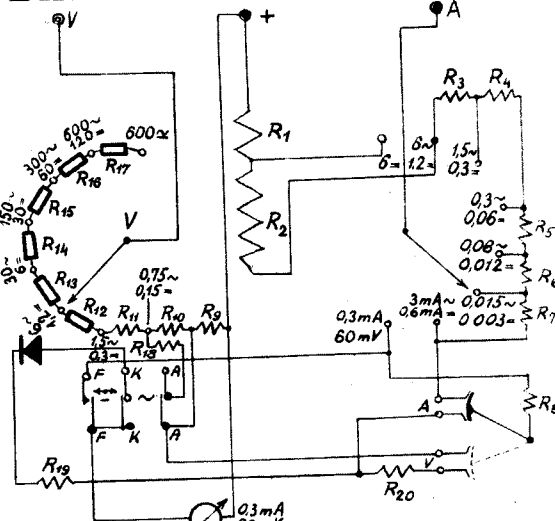 V
+
A
R3
R4
R1
600~
120=
600≂
300~
60=
R17
R16
6=
6~
1.2=
1,5~
0,3=
150~
30=
R15
0,3~
0,06=
V
R2
R5
R14
30~
6=
0,08~
0,012=
R6
R13
0,75~
0,15=
R12
R11
R10
R9
3mA~
0,6mA=
0,015~
0,003=
R7
0,3mA
60mV
1,5~
0,3=
R18
F
K
A
~
F
K
A
A
R8
R19
R20
V
0,3mA